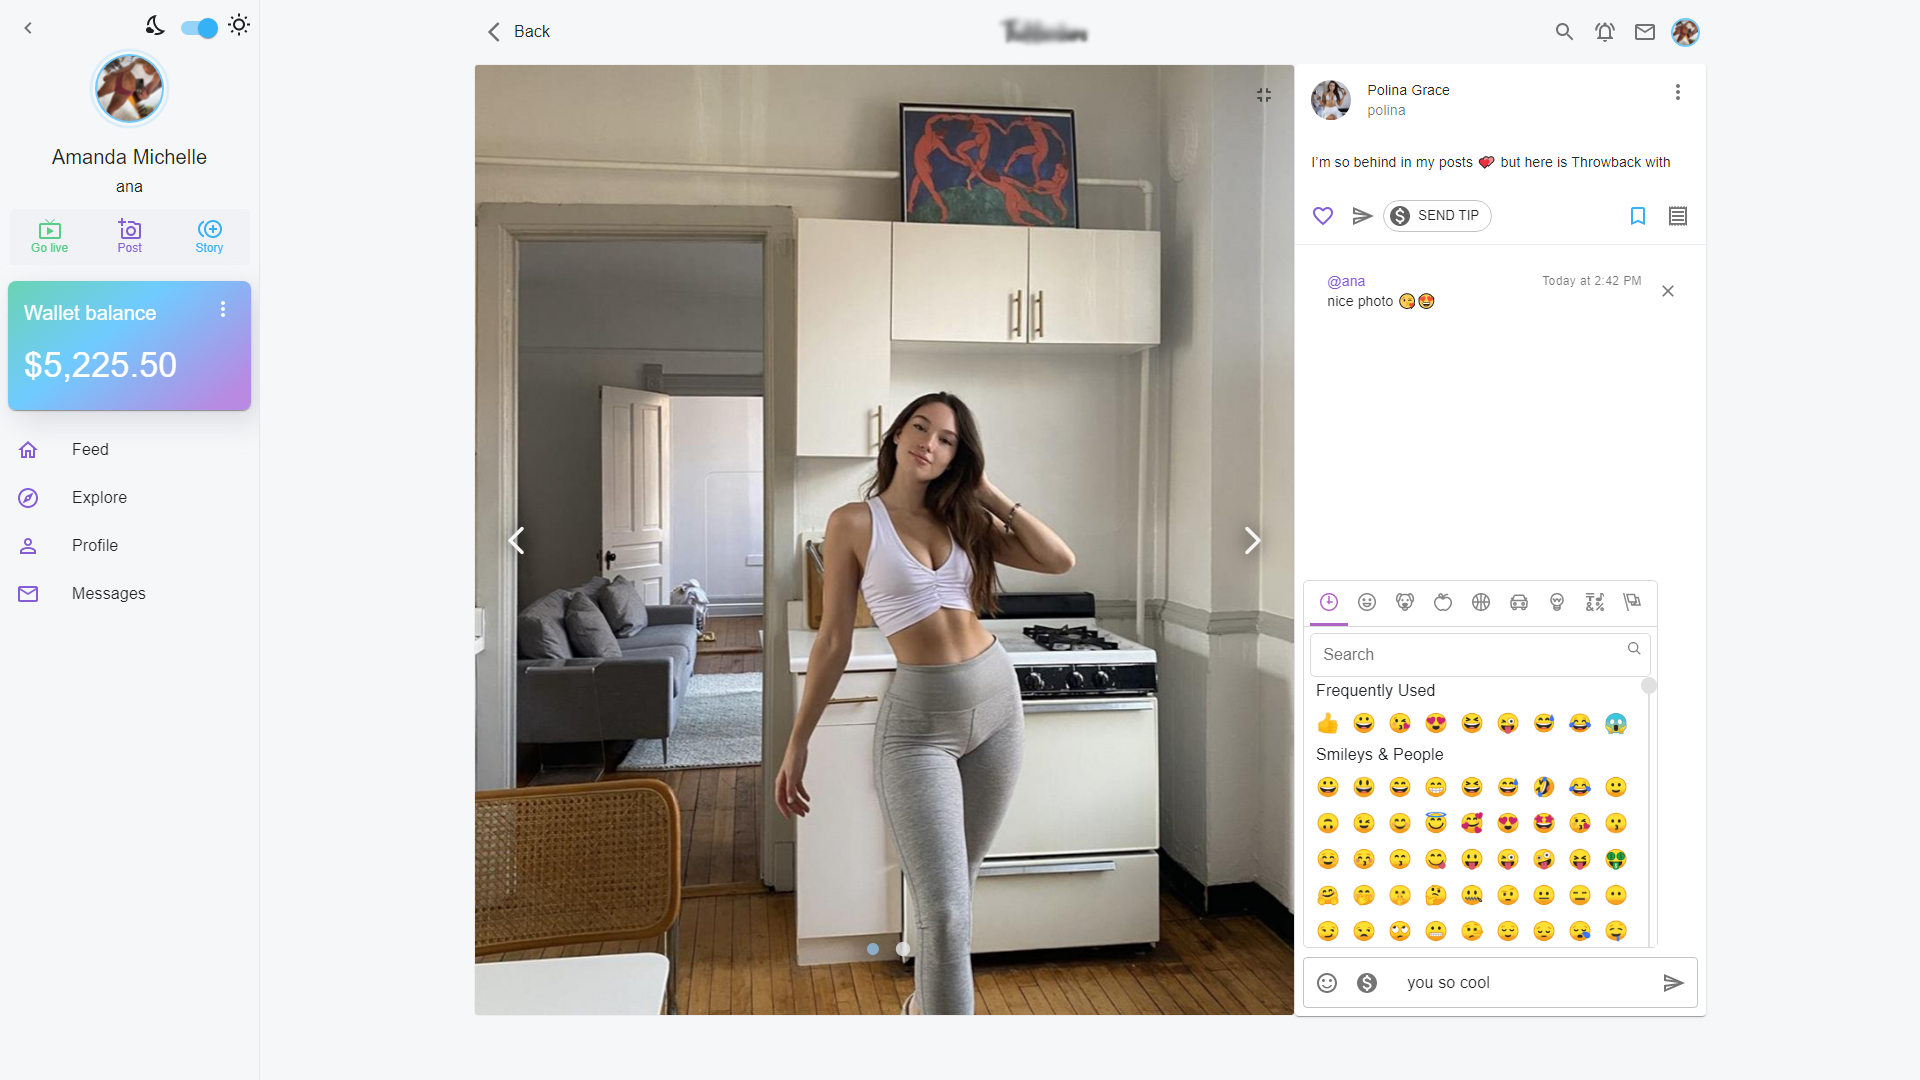 Amanda Michelle
ana
Go live
Post
Story
Wallet balance
$5,225.50
Feed
Explore
Profile
Messages
Back
Polina Grace
polina
I'm so behind in my posts 💕 but here is Throwback with
SEND TIP
@ana
Today at 2:42 PM
nice photo 😘😍
Search
Frequently Used
Smileys & People
you so cool